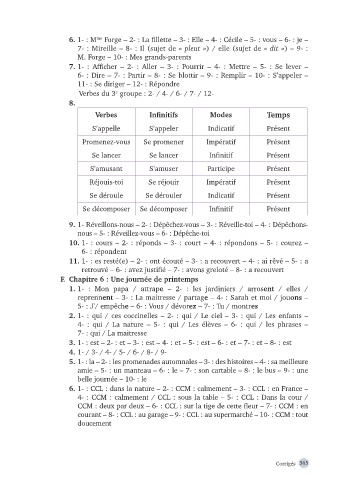 6. 1- : Mme Forge – 2- : La fillette – 3- : Elle – 4- : Cécile – 5- : vous – 6- : je –
7- : Mireille – 8- : Il (sujet de « pleut ») / elle (sujet de « dit ») – 9- :
M. Forge – 10- : Mes grands-parents
7. 1- : Afficher – 2- : Aller – 3- : Pourrir – 4- : Mettre – 5- : Se lever –
6- : Dire – 7- : Partir – 8- : Se blottir – 9- : Remplir – 10- : S'appeler –
11- : Se diriger – 12- : Répondre
Verbes du 3e groupe : 2- / 4- / 6- / 7- / 12-
8.
Verbes Infinitifs Modes Temps
S'appelle S'appeler Indicatif Présent
Promenez-vous Se promener Impératif Présent
Se lancer Se lancer Infinitif Présent
S'amusant S'amuser Participe Présent
Réjouis-toi Se réjouir Impératif Présent
Se déroule Se dérouler Indicatif Présent
Se décomposer Se décomposer Infinitif Présent
9. 1- Réveillons-nous – 2- : Dépêchez-vous – 3- : Réveille-toi – 4- : Dépêchons-
nous – 5- : Réveillez-vous – 6- : Dépêche-toi
10. 1- : cours – 2- : réponds – 3- : court – 4- : répondons – 5- : courez –
6- : répondent
11. 1- : es resté(e) – 2- : ont écouté – 3- : a recouvert – 4- : ai rêvé – 5- : a
retrouvé – 6- : avez justifié – 7- : avons greloté – 8- : a recouvert
F. Chapitre 6 : Une journée de printemps
1. 1- : Mon papa / attrape – 2- : les jardiniers / arrosent / elles /
reprennent – 3- : La maîtresse / partage – 4- : Sarah et moi / jouons –
5- : J'/ empêche – 6- : Vous / dévorez – 7- : Tu / montres
2. 1- : qui / ces coccinelles – 2- : qui / Le ciel – 3- : qui / Les enfants –
4- : qui / La nature – 5- : qui / Les élèves – 6- : qui / les phrases –
7- : qui / La maîtresse
3. 1- : est – 2- : et – 3- : est – 4- : et – 5- : est – 6- : et – 7- : et – 8- : est
4. 1- / 3- / 4- / 5- / 6- / 8- / 9-
5. 1- : la – 2- : les promenades automnales – 3- : des histoires – 4- : sa meilleure
amie – 5- : un manteau – 6- : le – 7- : son cartable – 8- : le bus – 9- : une
belle journée – 10- : le
6. 1- : CCL : dans la nature – 2- : CCM : calmement – 3- : CCL : en France –
4- : CCM : calmement / CCL : sous la table – 5- : CCL : Dans la cour /
CCM : deux par deux – 6- : CCL : sur la tige de cette fleur – 7- : CCM : en
courant – 8- : CCL : au garage – 9- : CCL : au supermarché – 10- : CCM : tout
doucement
Corrigés 363